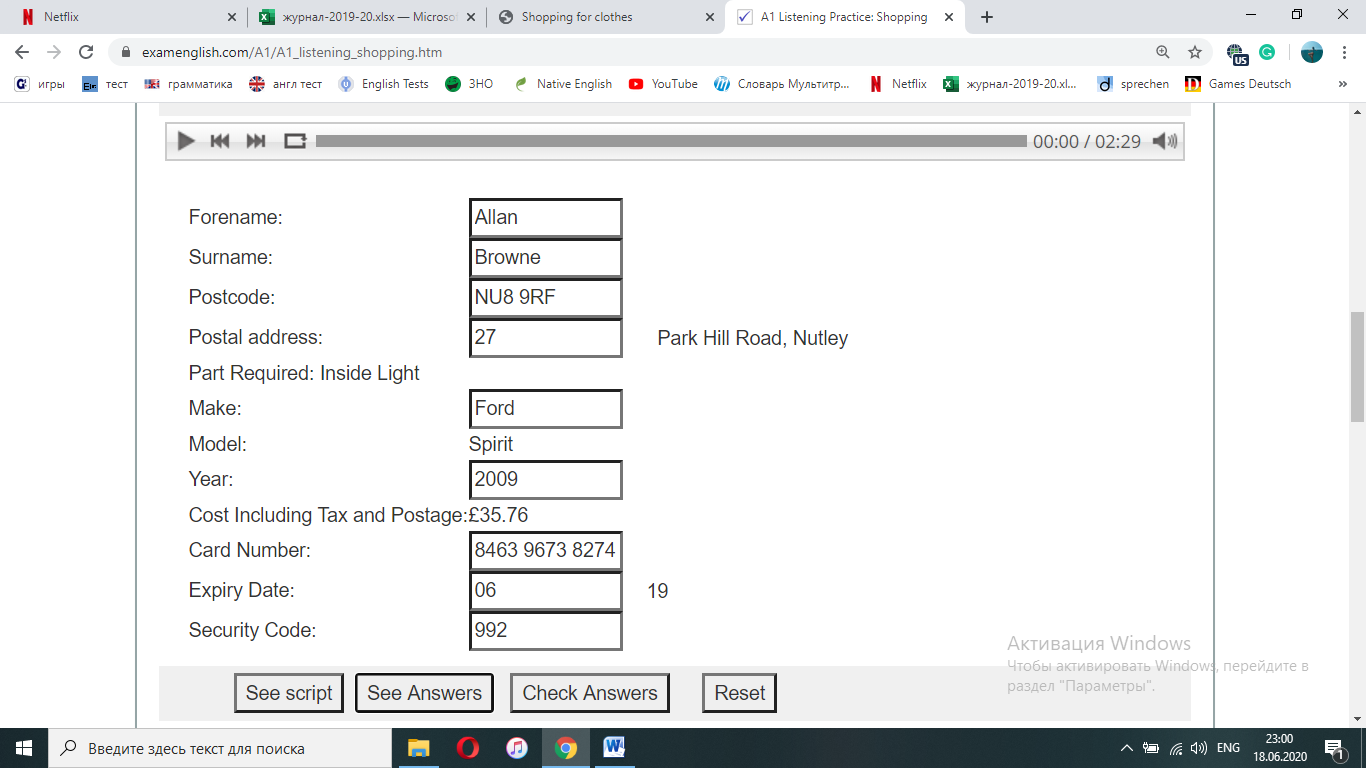 Netflix
журнал-2019-20.xlsx — Microsof
Shopping for clothes
A1 Listening Practice: Shopping
examenglish.com/A1/A1_listening_shopping.htm
US
игры
тест
грамматика
англ тест
English Tests
ЗНО
Native English
YouTube
Словарь Мультитр...
Netflix
журнал-2019-20.xl...
sprechen
Games Deutsch
»
00:00 / 02:29
Forename: Allan
Surname: Browne
Postcode: NU8 9RF
Postal address: 27 Park Hill Road, Nutley
Part Required: Inside Light
Make: Ford
Model: Spirit
Year: 2009
Cost Including Tax and Postage:£35.76
Card Number: 8463 9673 8274
Expiry Date: 06 19
Security Code: 992
Активация Windows
Чтобы активировать Windows, перейдите в
раздел "Параметры".
See script See Answers Check Answers Reset
Введите здесь текст для поиска
ENG
23:00
18.06.2020
1